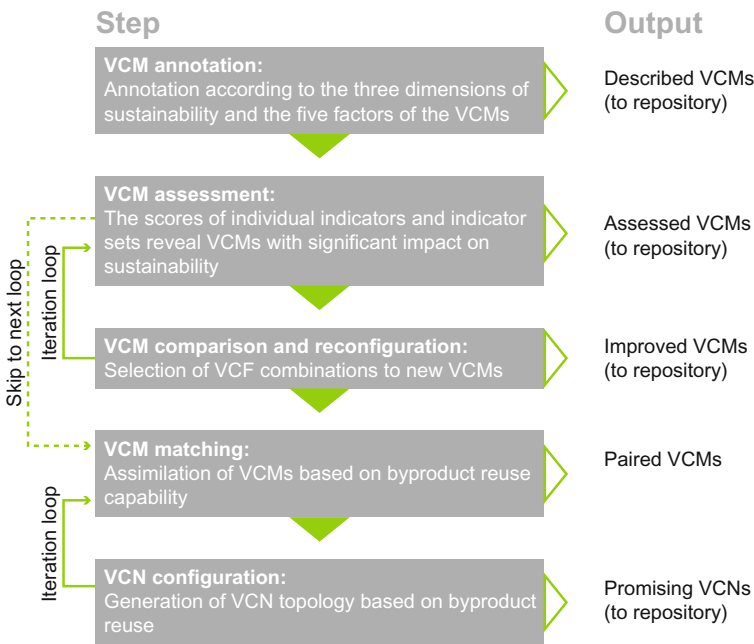 Step
Output
VCM annotation:
Annotation according to the three dimensions of
sustainability and the five factors of the VCMs
Described VCMs
(to repository)
VCM assessment:
The scores of individual indicators and indicator
sets reveal VCMs with significant impact on
sustainability
Assessed VCMs
(to repository)
Skip to next loop
Iteration loop
VCM comparison and reconfiguration:
Selection of VCF combinations to new VCMs
Improved VCMs
(to repository)
VCM matching:
Assimilation of VCMs based on byproduct reuse
capability
Paired VCMs
Iteration loop
VCN configuration:
Generation of VCN topology based on byproduct
reuse
Promising VCNs
(to repository)